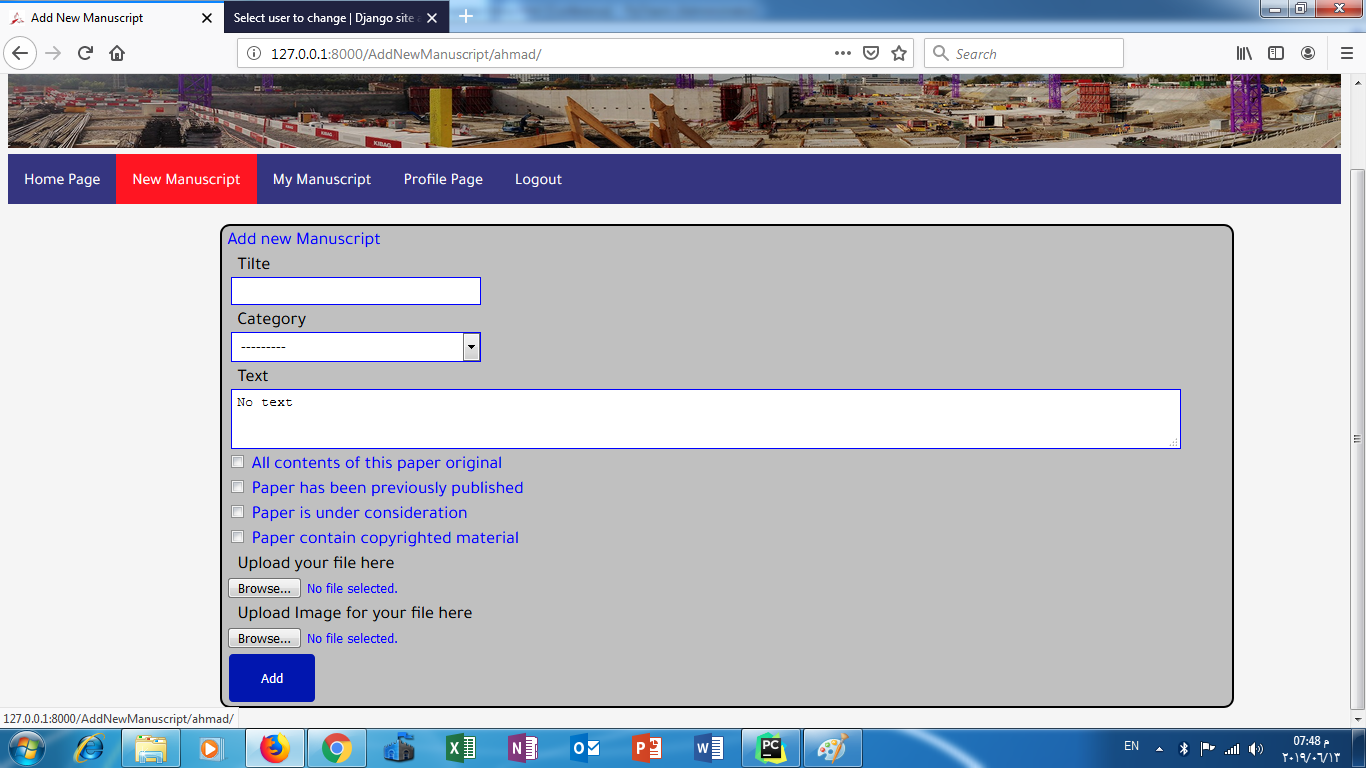 Add New Manuscript
Select user to change | Django site a
127.0.0.1:8000/AddNewManuscript/ahmad/
Search
KIBAG
KIBAG
Home Page New Manuscript My Manuscript Profile Page Logout
Add new Manuscript
Tilte
Category
---------
Text
No text
All contents of this paper original
Paper has been previously published
Paper is under consideration
Paper contain copyrighted material
Upload your file here
Browse... No file selected.
Upload Image for your file here
Browse... No file selected.
Add
127.0.0.1:8000/AddNewManuscript/ahmad/
EN
07:48 م
٢٠١٩/٠٦/١٣